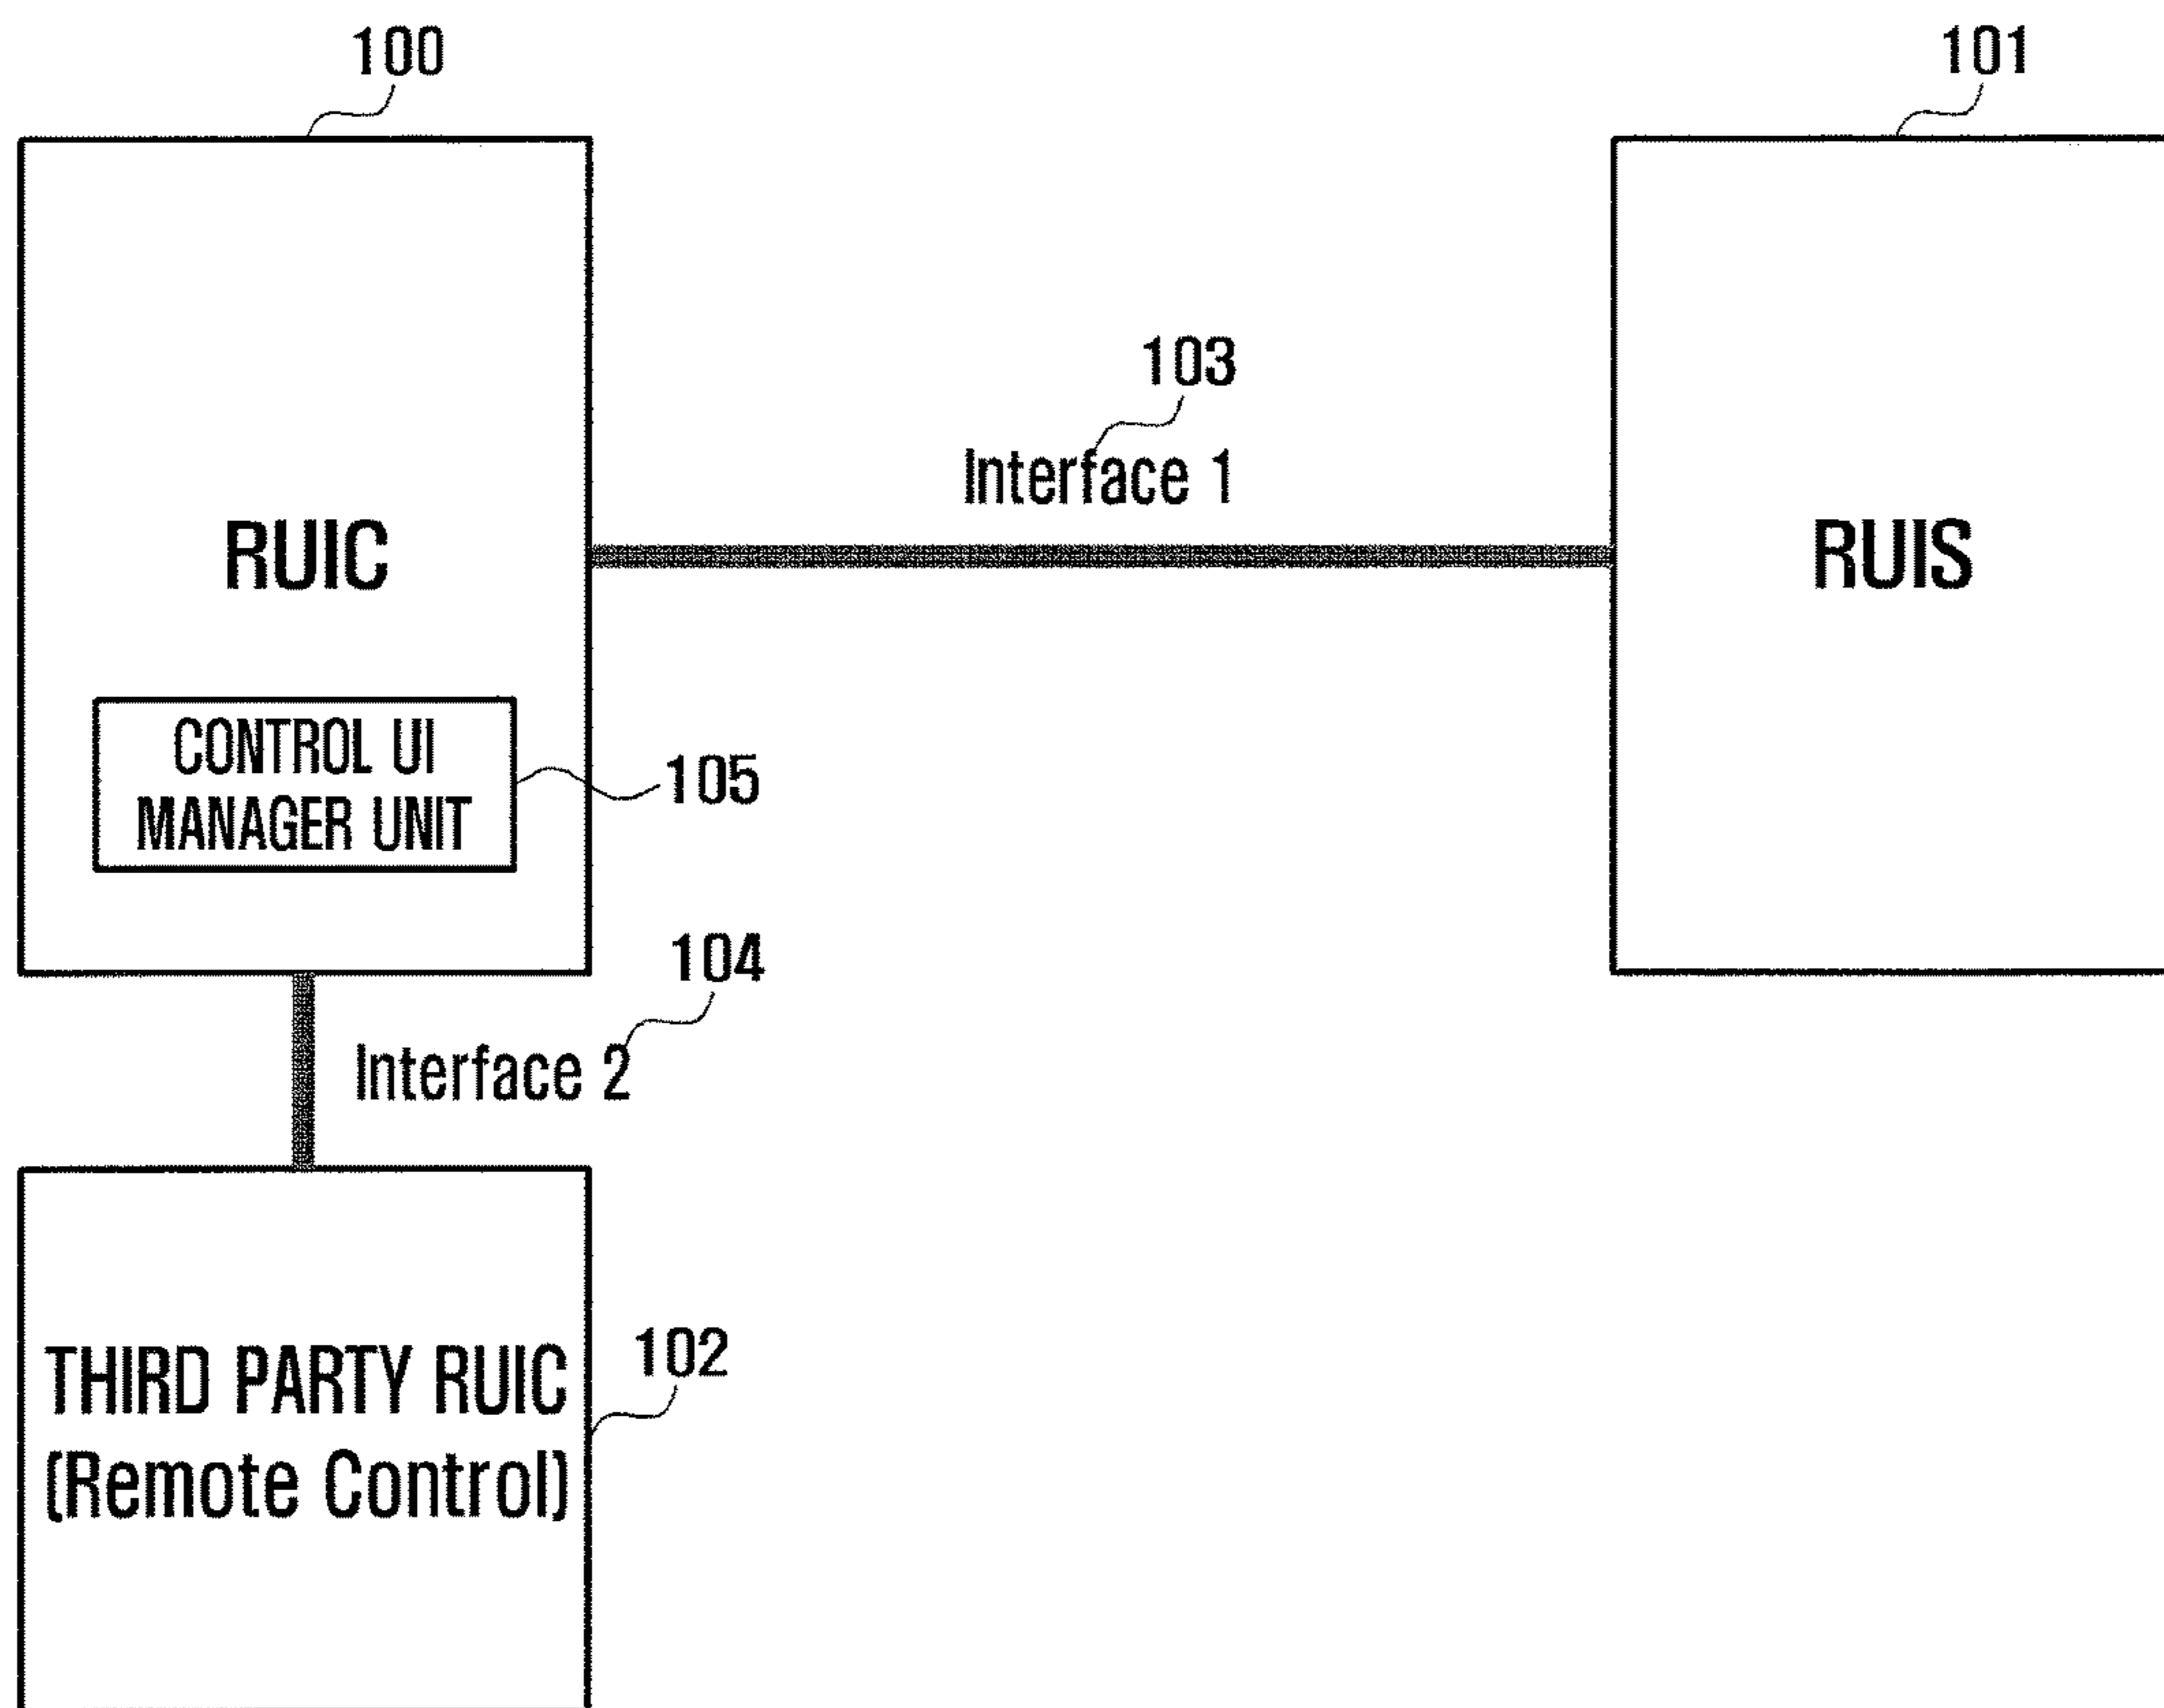 100
101
103
Interface 1
RUIC
RUIS
CONTROL UI
MANAGER UNIT
105
104
Interface 2
THIRD PARTY RUIC
(Remote Control)
102